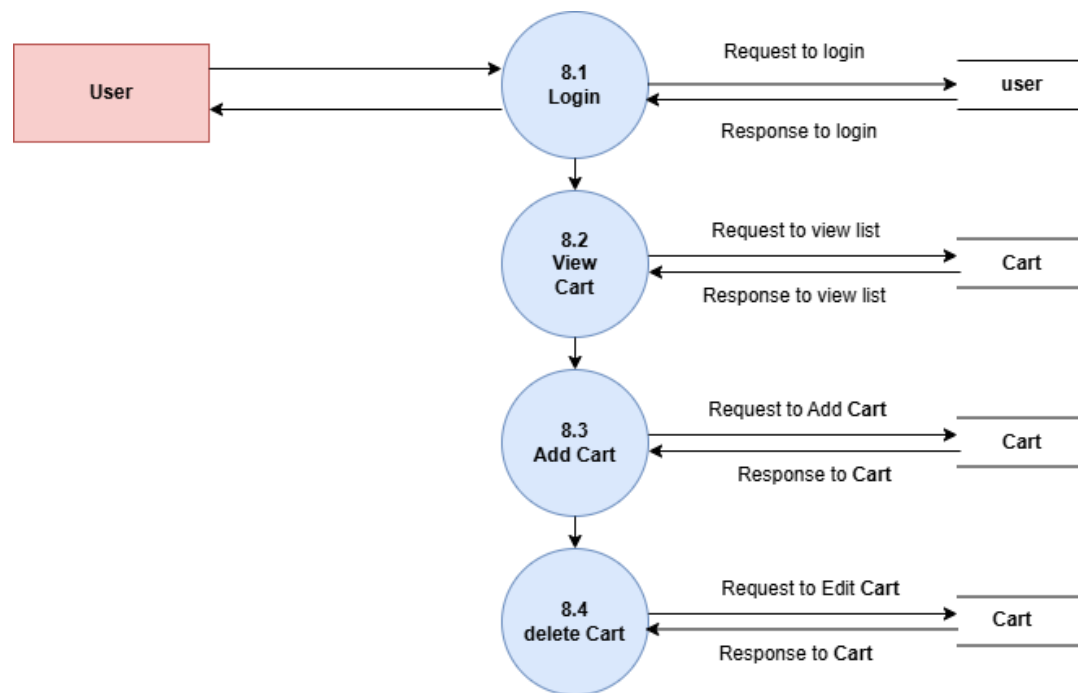 User
8.1
Login
Request to login
user
Response to login
8.2
View
Cart
Request to view list
Cart
Response to view list
8.3
Add Cart
Request to Add Cart
Cart
Response to Cart
8.4
delete Cart
Request to Edit Cart
Cart
Response to Cart